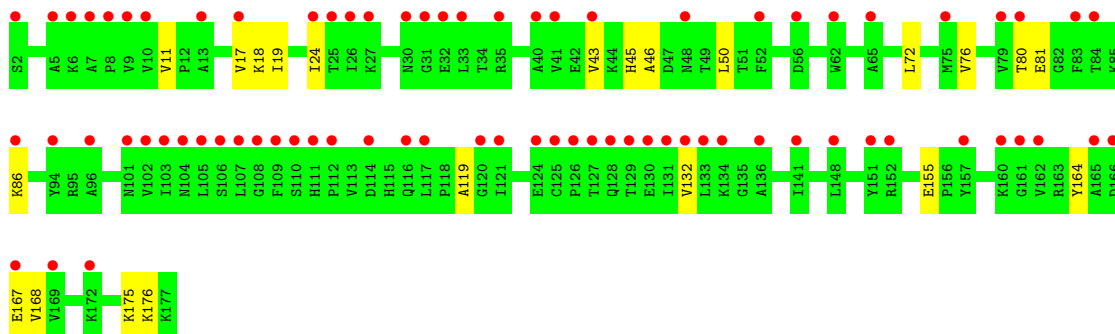 S2 A5 K6 A7 P8 V9 V10 V11 P12 A13 V17 K18 I19 I24 T25 I26 K27 N30 G31 E32 L33 T34 R35 A40 V41 E42 V43 K44 H45 A46 D47 N48 T49 L50 T51 F52 D56 W62 A65 L72 M75 V76 V79 T80 E81 G82 F83 T84 K85
K86 Y94 R95 A96 N101 V102 I103 N104 L105 S106 L107 G108 F109 S110 H111 P112 V113 D114 H115 Q116 L117 P118 A119 G120 I121 E124 C125 P126 T127 Q128 T129 E130 I131 V132 L133 K134 G135 A136 I141 L148 Y151 R152 E155 P156 Y157 K160 G161 V162 R163 Y164 A165 D166
E167 V168 V169 K172 K175 K176 K177